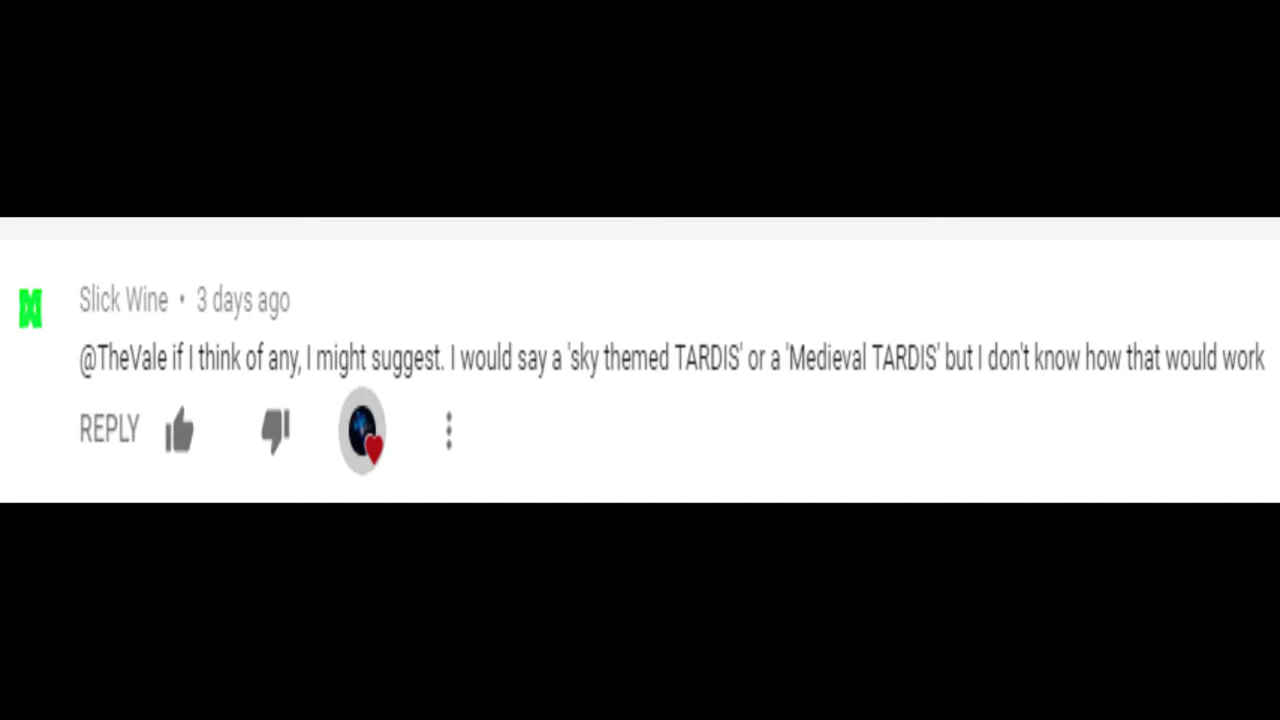 Slick Wine • 3 days ago
@TheVale if I think of any, I might suggest. I would say a 'sky themed TARDIS' or a 'Medieval TARDIS' but I don't know how that would work
REPLY